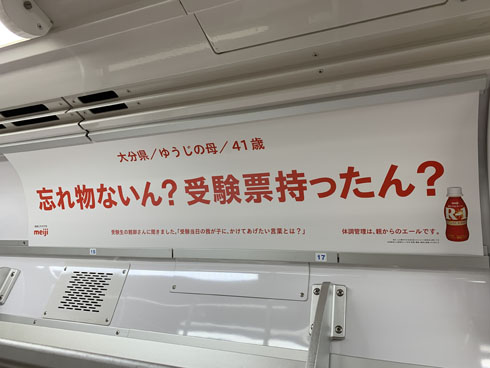 大分県／ゆうじの母／41歳
忘れ物ないん？受験票持ったん？
meiji
受験生の親御さんに聞きました。「受験当日の我が子に、かけてあげたい言葉とは？」
体調管理は、親からのエールです。
R-1
15
17